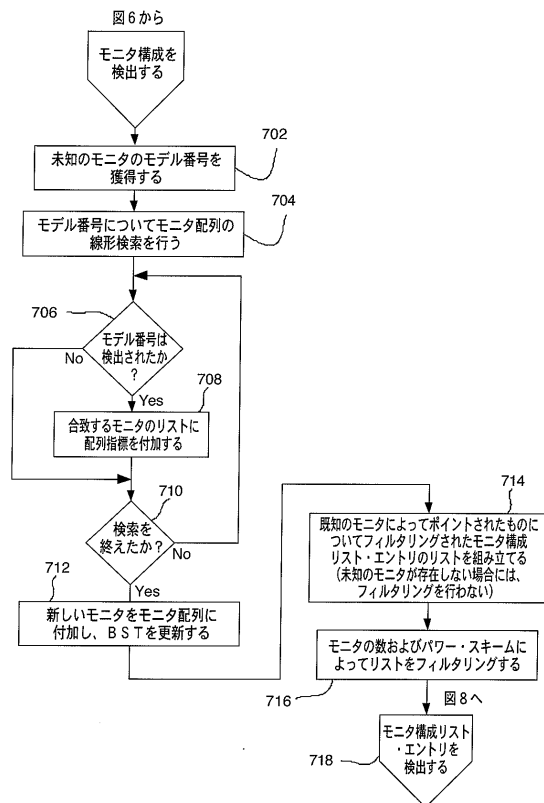 図6から
モニタ構成を
検出する
702
未知のモニタのモデル番号を
獲得する
704
モデル番号についてモニタ配列の
線形検索を行う
706
モデル番号は
検出されたか
?
No
Yes
708
合致するモニタのリストに
配列指標を付加する
710
検索を
終えたか?
No
Yes
712
新しいモニタをモニタ配列に
付加し、BSTを更新する
714
既知のモニタによってポイントされたものに
ついてフィルタリングされたモニタ構成
リスト・エントリのリストを組み立てる
(未知のモニタが存在しない場合には、
フィルタリングを行わない)
モニタの数およびパワー・スキームに
よってリストをフィルタリングする
716
図8へ
モニタ構成リスト
・エントリを
検出する
718